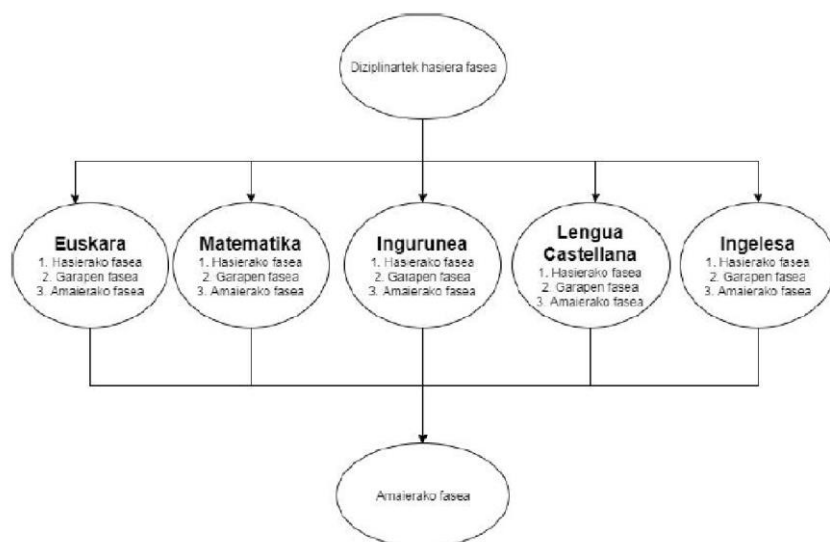 Diziplinartek hasiera fasea
Euskara
1. Hasierako fasea
2. Garapen fasea
3. Amaierako fasea
Matematika
1. Hasierako fasea
2. Garapen fasea
3. Amaierako fasea
Ingurunea
1. Hasierako fasea
2. Garapen fasea
3. Amaierako fasea
Lengua
Castellana
1. Hasierako fasea
2. Garapen fasea
3. Amaierako fasea
Ingelesa
1. Hasierako fasea
2. Garapen fasea
3. Amaierako fasea
Amaierako fasea